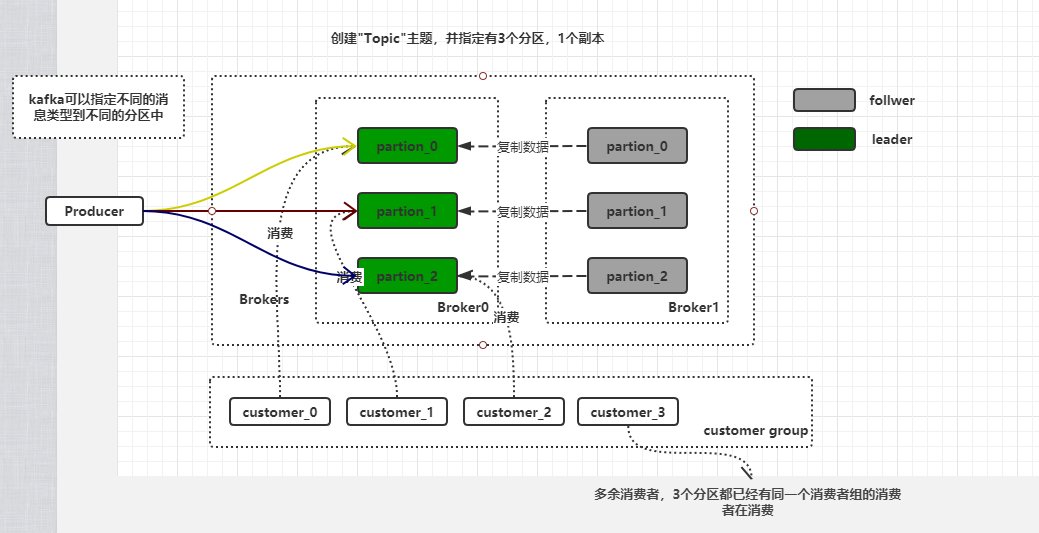 创建"Topic"主题，并指定有3个分区，1个副本
kafka可以指定不同的消
息类型到不同的分区中
follwer
leader
partion_0
复制数据
partion_0
Producer
partion_1
复制数据
partion_1
消费
消费
partion_2
复制数据
partion_2
Brokers
Broker0
Broker1
消费
customer_0
customer_1
customer_2
customer_3
customer group
多余消费者，3个分区都已经有同一个消费者组的消费
者在消费